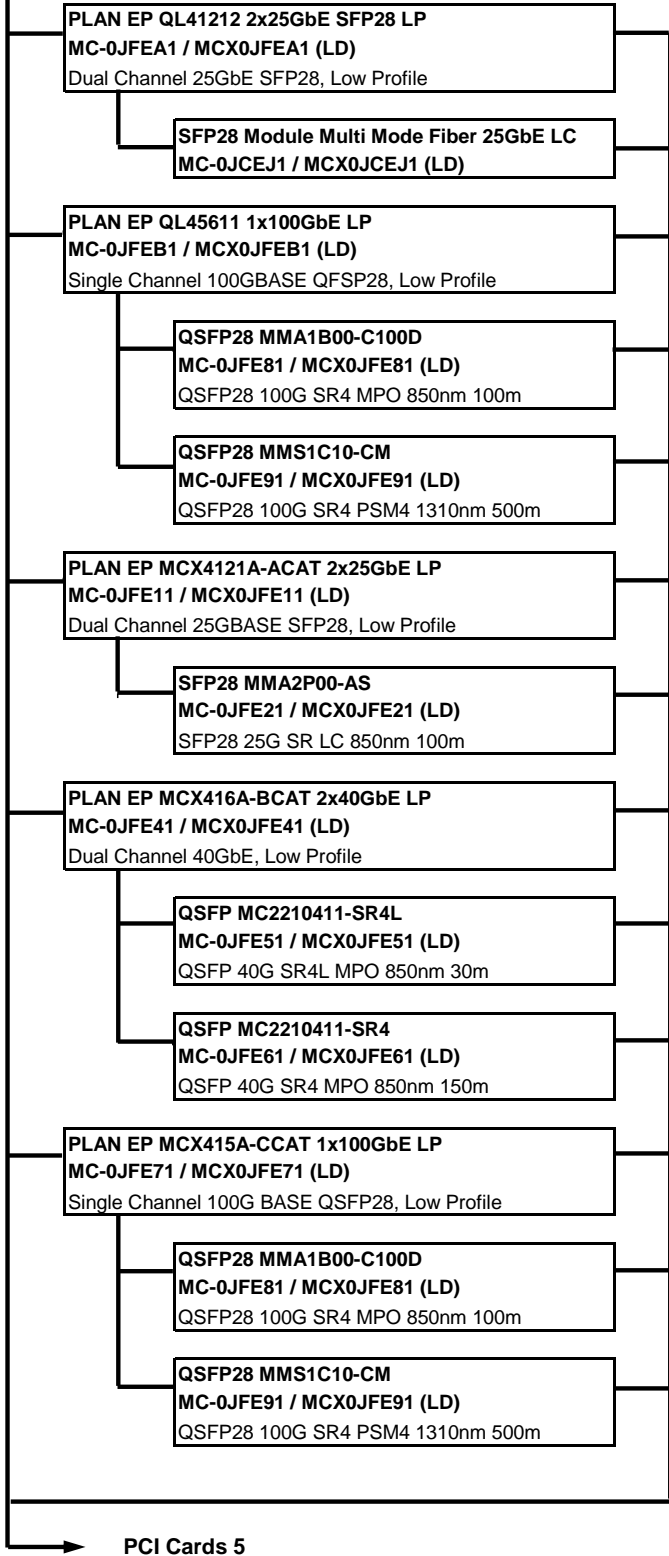 PLAN EP QL41212 2x25GbE SFP28 LP
MC-0JFEA1 / MCX0JFEA1 (LD)
Dual Channel 25GbE SFP28, Low Profile
SFP28 Module Multi Mode Fiber 25GbE LC
MC-0JCEJ1 / MCX0JCEJ1 (LD)
PLAN EP QL45611 1x100GbE LP
MC-0JFEB1 / MCX0JFEB1 (LD)
Single Channel 100GBASE QFSP28, Low Profile
QSFP28 MMA1B00-C100D
MC-0JFE81 / MCX0JFE81 (LD)
QSFP28 100G SR4 MPO 850nm 100m
QSFP28 MMS1C10-CM
MC-0JFE91 / MCX0JFE91 (LD)
QSFP28 100G SR4 PSM4 1310nm 500m
PLAN EP MCX4121A-ACAT 2x25GbE LP
MC-0JFE11 / MCX0JFE11 (LD)
Dual Channel 25GBASE SFP28, Low Profile
SFP28 MMA2P00-AS
MC-0JFE21 / MCX0JFE21 (LD)
SFP28 25G SR LC 850nm 100m
PLAN EP MCX416A-BCAT 2x40GbE LP
MC-0JFE41 / MCX0JFE41 (LD)
Dual Channel 40GbE, Low Profile
QSFP MC2210411-SR4L
MC-0JFE51 / MCX0JFE51 (LD)
QSFP 40G SR4L MPO 850nm 30m
QSFP MC2210411-SR4
MC-0JFE61 / MCX0JFE61 (LD)
QSFP 40G SR4 MPO 850nm 150m
PLAN EP MCX415A-CCAT 1x100GbE LP
MC-0JFE71 / MCX0JFE71 (LD)
Single Channel 100G BASE QSFP28, Low Profile
QSFP28 MMA1B00-C100D
MC-0JFE81 / MCX0JFE81 (LD)
QSFP28 100G SR4 MPO 850nm 100m
QSFP28 MMS1C10-CM
MC-0JFE91 / MCX0JFE91 (LD)
QSFP28 100G SR4 PSM4 1310nm 500m
PCI Cards 5